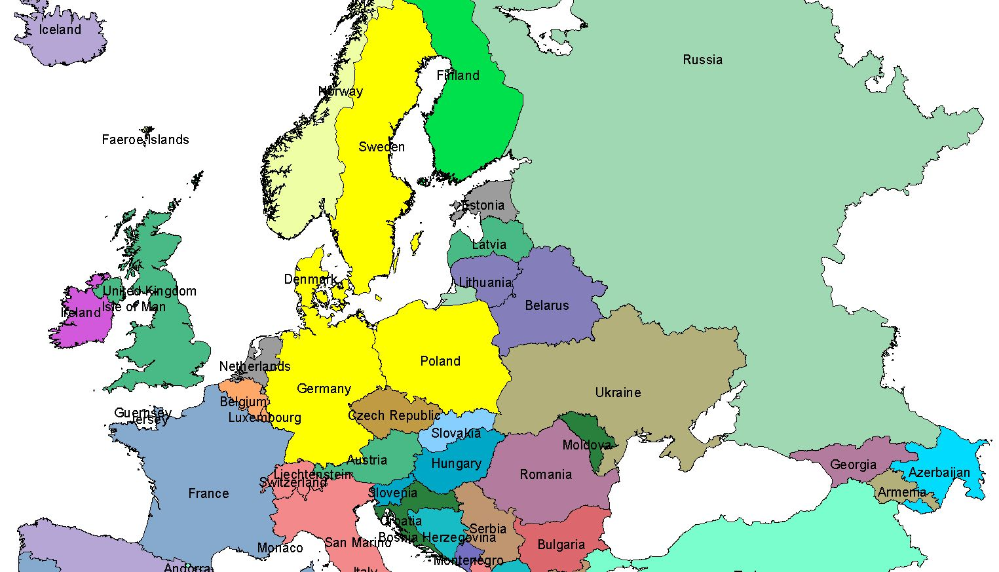 Iceland
Russia
Finland
Norway
Faeroe Islands
Sweden
Estonia
Latvia
Denmark
Lithuania
United Kingdom
Isle of Man
Belarus
Ireland
Poland
Netherlands
Germany
Ukraine
Belgium
Guernsey
Jersey
Luxembourg
Czech Republic
Slovakia
Moldova
Austria
Hungary
Georgia
Liechtenstein
Azerbaijan
Romania
Switzerland
France
Slovenia
Armenia
Croatia
Serbia
Bosnia Herzegovina
San Marino
Bulgaria
Monaco
Montenegro
Andorra
Italy